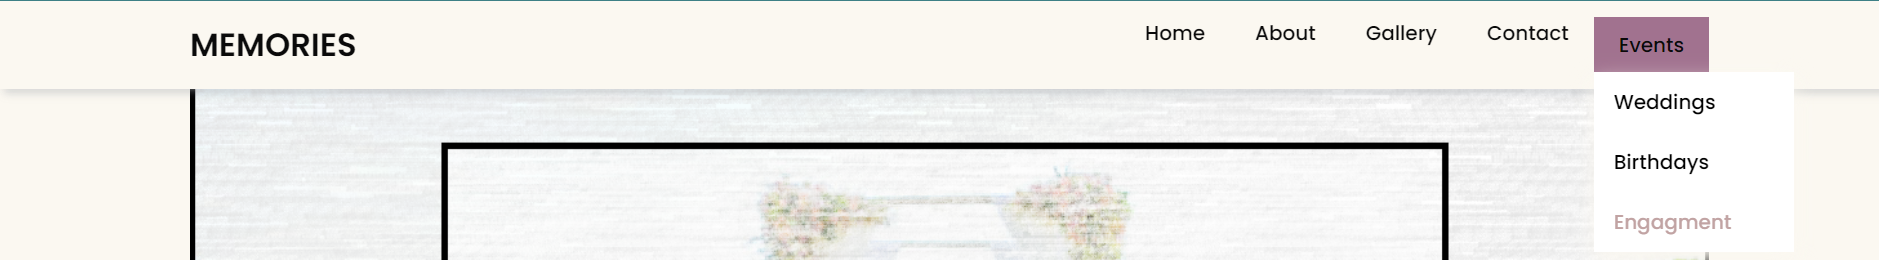 MEMORIES Home About Gallery Contact Events
Weddings
Birthdays
Engagment